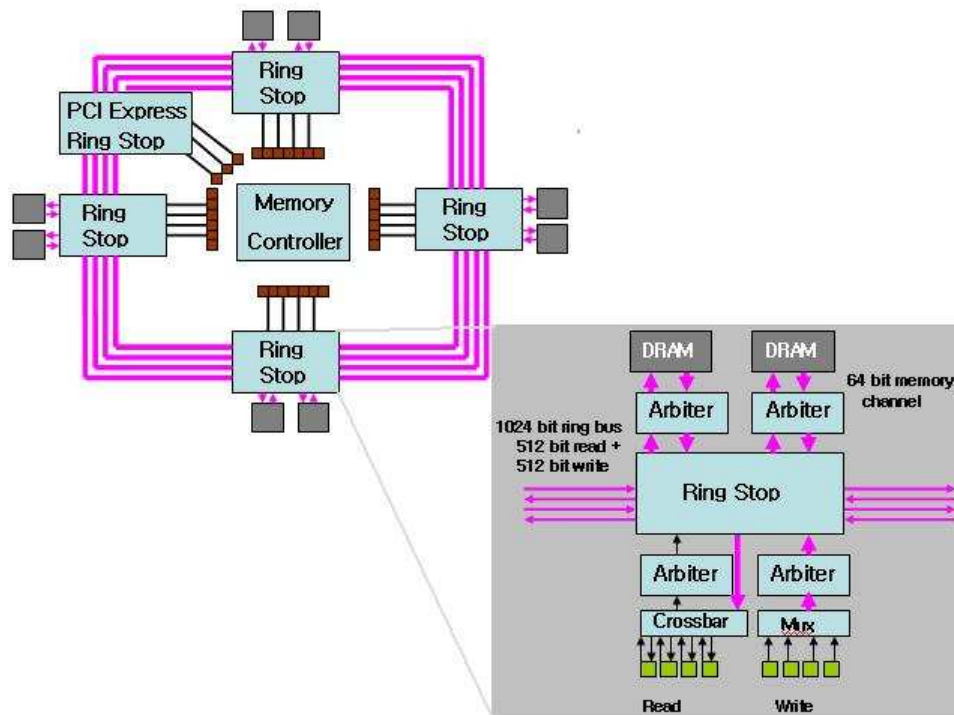 Ring
Stop
PCI Express
Ring Stop
Ring
Stop
Memory
Controller
Ring
Stop
Ring
Stop
DRAM
DRAM
64 bit memory
channel
Arbiter
Arbiter
1024 bit ring bus
512 bit read +
512 bit write
Ring Stop
Arbiter
Arbiter
Crossbar
Mux
Read
Write